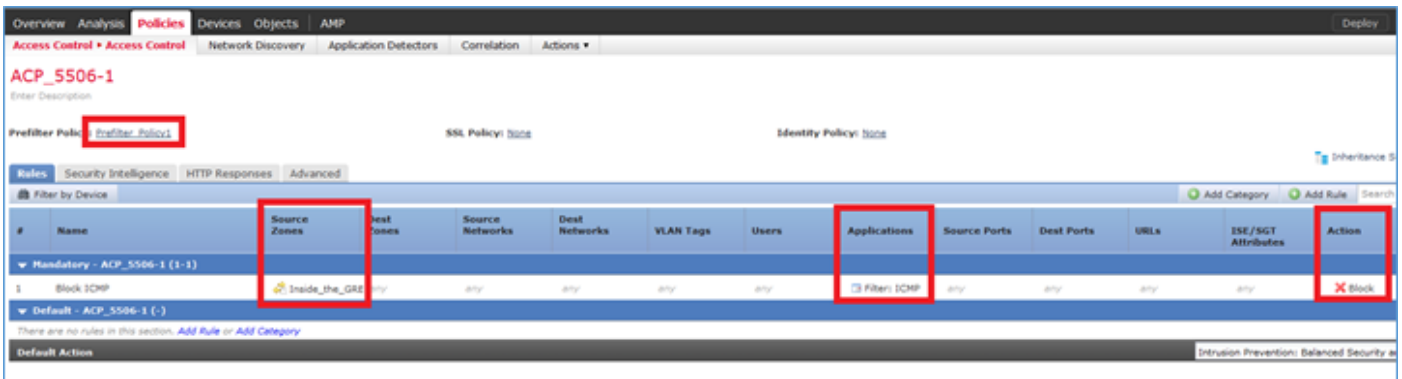 Overview Analysis Policies Devices Objects AMP Deploy
Access Control ▸ Access Control Network Discovery Application Detectors Correlation Actions ▾
ACP_5506-1
Enter Description
Prefilter Policy: Prefilter_Policy1 SSL Policy: None Identity Policy: None
Inheritance S
Rules Security Intelligence HTTP Responses Advanced
Filter by Device Add Category Add Rule Search
# Name Source Zones Dest Zones Source Networks Dest Networks VLAN Tags Users Applications Source Ports Dest Ports URLs ISE/SGT Attributes Action
Mandatory - ACP_5506-1 (1-1)
1 Block ICMP Inside_the_GRE any any any any any Filter: ICMP any any any any Block
Default - ACP_5506-1 (-)
There are no rules in this section. Add Rule or Add Category
Default Action Intrusion Prevention: Balanced Security a